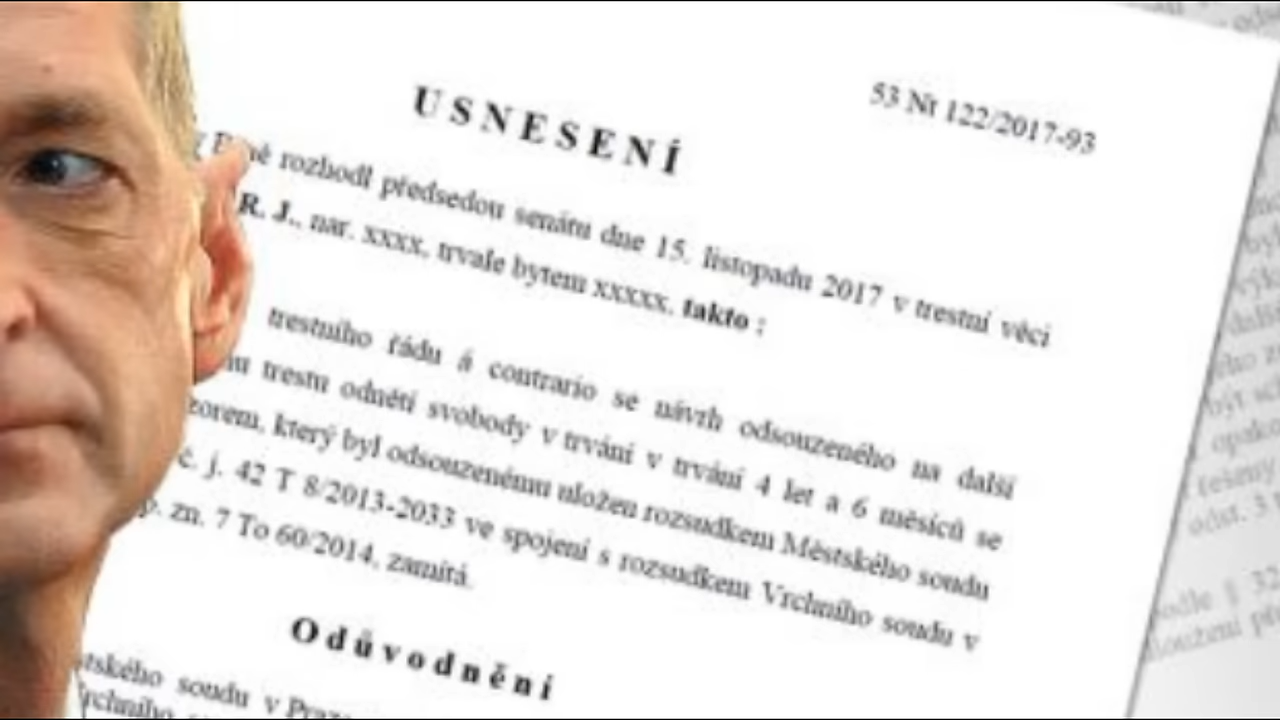 53 Nt 122/2017-93
USNESENÍ
rozhodl předsedou senátu dne 15. listopadu 2017 v trestní věci
R. J., nar. xxxx, trvale bytem xxxxx, takto :
trestního řádu á contrario se návrh odsouzeného na další
trestu odnětí svobody v trvání v trvání 4 let a 6 měsíců se
zorem, který byl odsouzenému uložen rozsudkem Městského soudu
č. j. 42 T 8/2013-2033 ve spojení s rozsudkem Vrchního soudu v
p. zn. 7 To 60/2014, zamítá.
Odůvodnění
tského soudu v Praze
rchního